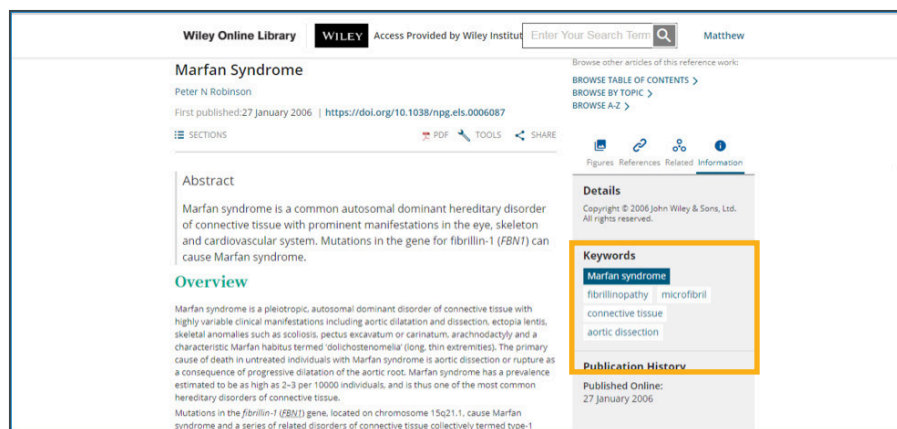 Wiley Online Library WILEY Access Provided by Wiley Institut Enter Your Search Term Matthew
Marfan Syndrome
Peter N Robinson
First published:27 January 2006 | https://doi.org/10.1038/npg.els.0006087
SECTIONS PDF TOOLS SHARE
Abstract
Marfan syndrome is a common autosomal dominant hereditary disorder
of connective tissue with prominent manifestations in the eye, skeleton
and cardiovascular system. Mutations in the gene for fibrillin-1 (FBN1) can
cause Marfan syndrome.
Overview
Marfan syndrome is a pleiotropic, autosomal dominant disorder of connective tissue with
highly variable clinical manifestations including aortic dilatation and dissection, ectopia lentis,
skeletal anomalies such as scoliosis, pectus excavatum or carinatum, arachnodactyly and a
characteristic Marfan habitus termed 'dolichostenomelia' (long, thin extremities). The primary
cause of death in untreated individuals with Marfan syndrome is aortic dissection or rupture as
a consequence of progressive dilatation of the aortic root. Marfan syndrome has a prevalence
estimated to be as high as 2–3 per 10000 individuals, and is thus one of the most common
hereditary disorders of connective tissue.
Mutations in the fibrillin-1 (FBN1) gene, located on chromosome 15q21.1, cause Marfan
syndrome and a series of related disorders of connective tissue collectively termed type-1
Browse other articles of this reference work:
BROWSE TABLE OF CONTENTS >
BROWSE BY TOPIC >
BROWSE A-Z >
Figures References Related Information
Details
Copyright © 2006 John Wiley & Sons, Ltd.
All rights reserved.
Keywords
Marfan syndrome
fibrillinopathy microfibril
connective tissue
aortic dissection
Publication History
Published Online:
27 January 2006